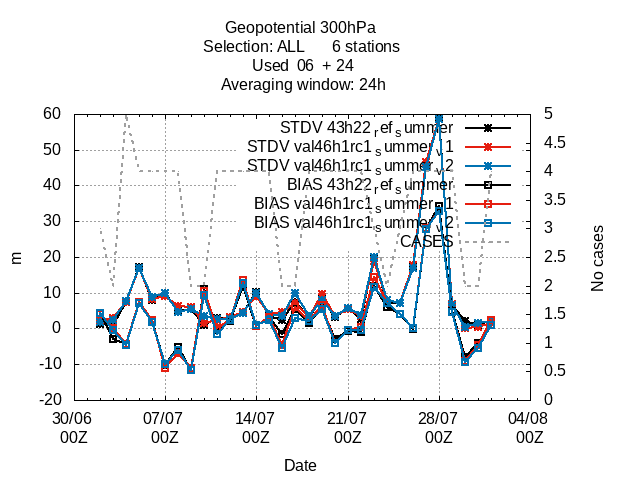 Geopotential 300hPa
Selection: ALL 6 stations
Used 06 + 24
Averaging window: 24h
60 5
STDV 43h22_ref_summer
4.5
50
STDV val46h1rc1_summer_v1
STDV val46h1rc1_summer_v2
4
40
BIAS 43h22_ref_summer
BIAS val46h1rc1_summer_v1
3.5
30
BIAS val46h1rc1_summer_v2
3
CASES
20 2.5
m
No cases
10 2
1.5
0
1
-10
0.5
-20 0
30/06 07/07 14/07 21/07 28/07 04/08
00Z 00Z 00Z 00Z 00Z 00Z
Date